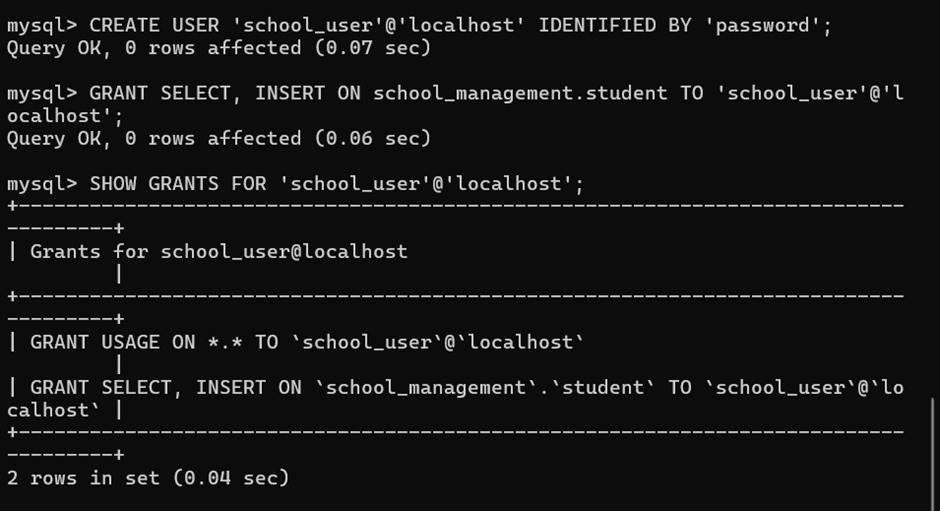 mysql> CREATE USER 'school_user'@'localhost' IDENTIFIED BY 'password';
Query OK, 0 rows affected (0.07 sec)
mysql> GRANT SELECT, INSERT ON school_management.student TO 'school_user'@'l
ocalhost';
Query OK, 0 rows affected (0.06 sec)
mysql> SHOW GRANTS FOR 'school_user'@'localhost';
+---------------------------------------------------------------------------
---------+
| Grants for school_user@localhost
         |
+---------------------------------------------------------------------------
---------+
| GRANT USAGE ON *.* TO `school_user`@`localhost`
         |
| GRANT SELECT, INSERT ON `school_management`.`student` TO `school_user`@`lo
calhost` |
+---------------------------------------------------------------------------
---------+
2 rows in set (0.04 sec)